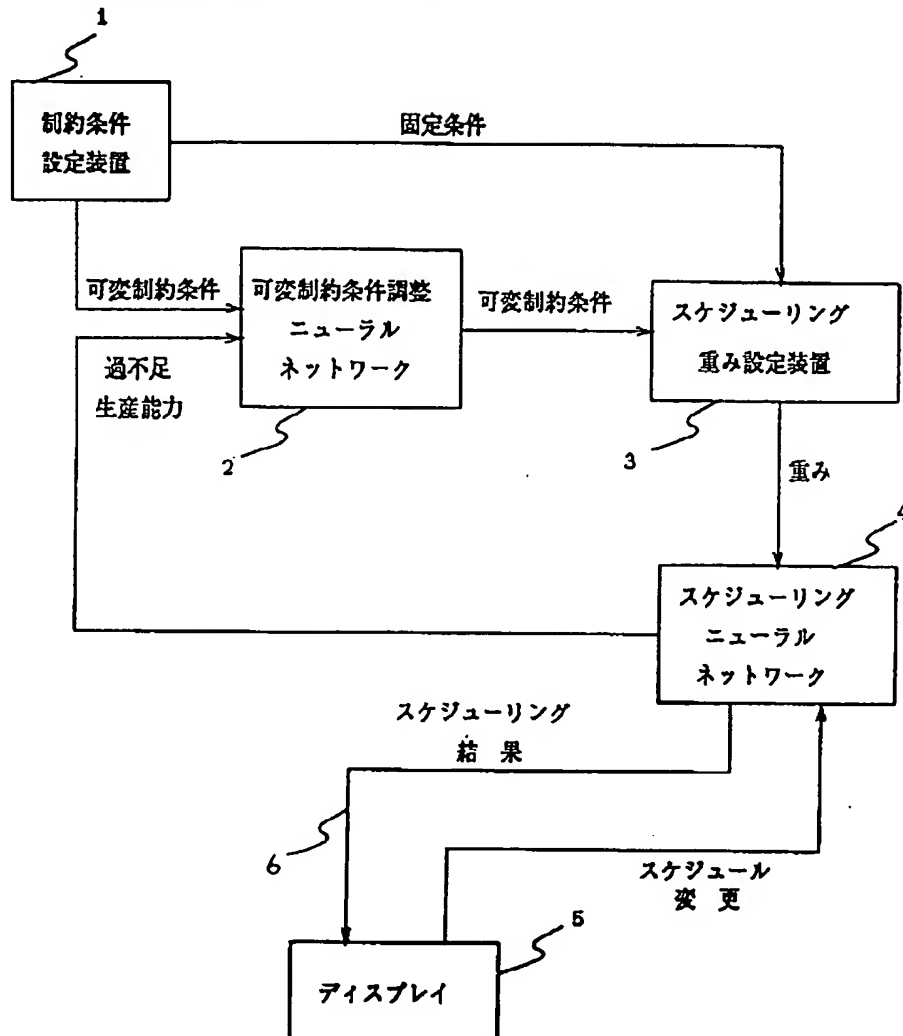 1
制約条件
設定装置
固定条件
可変制約条件
可変制約条件調整
ニューラル
ネットワーク
可変制約条件
スケジューリング
重み設定装置
過不足
生産能力
2
3
重み
4
スケジューリング
ニューラル
ネットワーク
スケジューリング
結 果
6
スケジュール
変 更
5
ディスプレイ